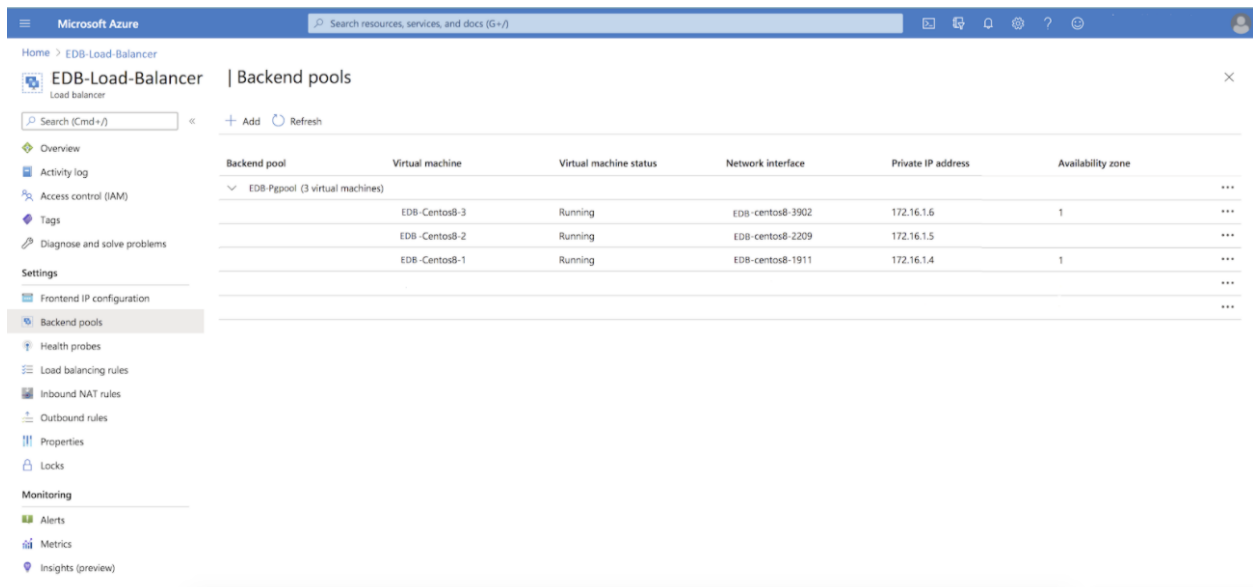 Microsoft Azure
Search resources, services, and docs (G+/)
Home > EDB-Load-Balancer
EDB-Load-Balancer | Backend pools
Load balancer
Search (Cmd+/)
«
Add Refresh
Overview
Activity log
Access control (IAM)
Tags
Diagnose and solve problems
Settings
Frontend IP configuration
Backend pools
Health probes
Load balancing rules
Inbound NAT rules
Outbound rules
Properties
Locks
Monitoring
Alerts
Metrics
Insights (preview)
Backend pool Virtual machine Virtual machine status Network interface Private IP address Availability zone
EDB-Pgpool (3 virtual machines)
EDB-Centos8-3 Running EDB-centos8-3902 172.16.1.6 1
EDB -Centos8-2 Running EDB-centos8-2209 172.16.1.5
EDB -Centos8-1 Running EDB-centos8-1911 172.16.1.4 1